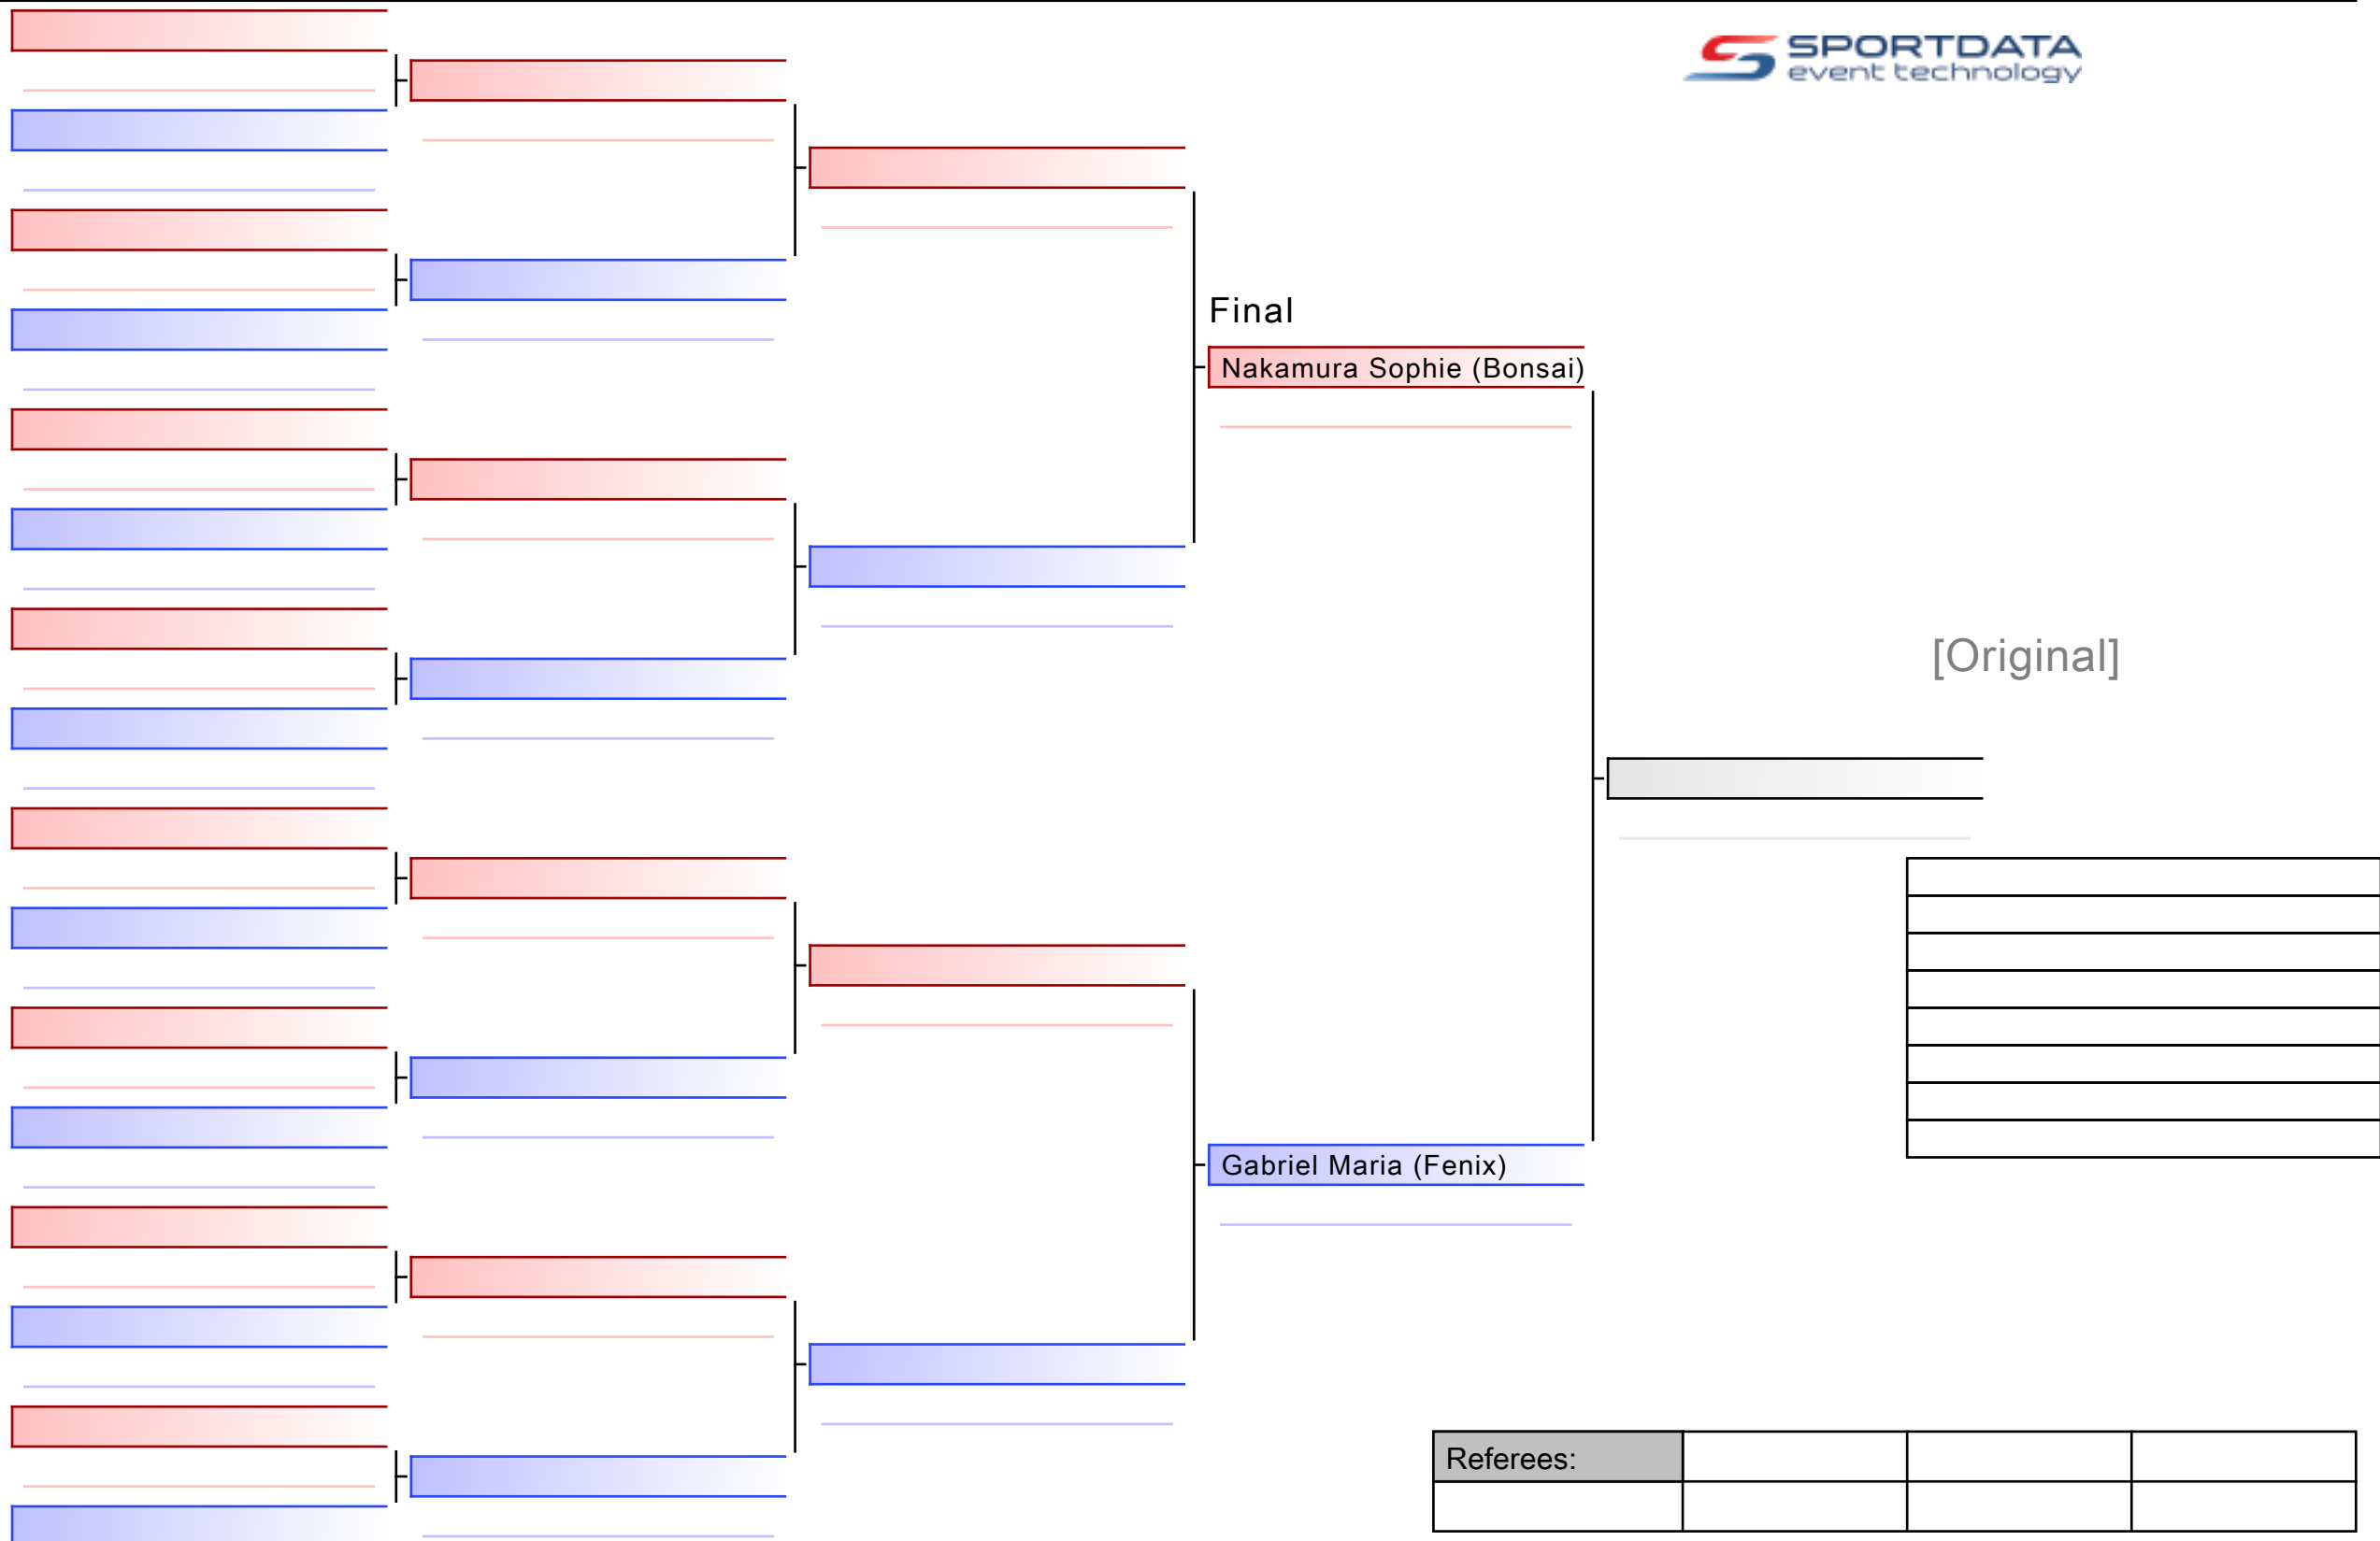 SPORTDATA
event technology
Final
Nakamura Sophie (Bonsai)
[Original]
Gabriel Maria (Fenix)
Referees: